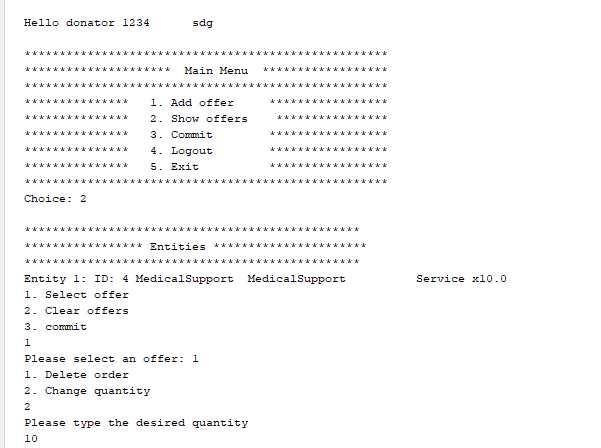 Hello donator 1234      sdg
****************************************************
*********************  Main Menu  ******************
****************************************************
***************   1. Add offer     *****************
***************   2. Show offers    ****************
***************   3. Commit        *****************
***************   4. Logout        *****************
***************   5. Exit          *****************
****************************************************
Choice: 2
************************************************
***************** Entities **********************
************************************************
Entity 1: ID: 4 MedicalSupport  MedicalSupport          Service x10.0
1. Select offer
2. Clear offers
3. commit
1
Please select an offer: 1
1. Delete order
2. Change quantity
2
Please type the desired quantity
10